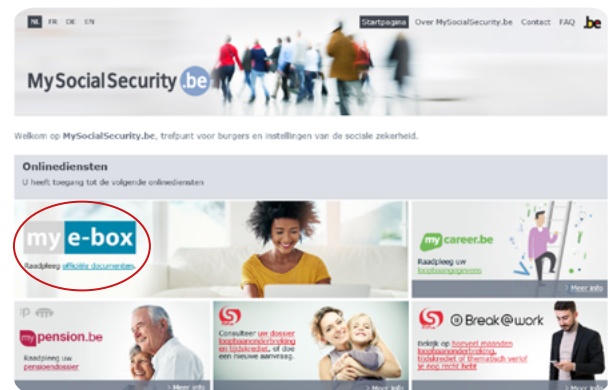 NL FR DE EN
Startpagina Over MySocialSecurity.be Contact FAQ .be
MySocialSecurity .be
Welkom op MySocialSecurity.be, trefpunt voor burgers en instellingen van de sociale zekerheid.
Onlinediensten
U heeft toegang tot de volgende onlinediensten
my e-box
Raadpleeg officiële documenten.
mycareer.be
Raadpleeg uw
loopbaangegevens
Meer info
mypension.be
Raadpleeg uw
pensioendossier
Meer info
Consulteer uw dossier
loopbaanonderbreking
en tijdskrediet, of doe
een nieuwe aanvraag.
Meer info
Break@work
Bekijk op hoeveel maanden
loopbaanonderbreking,
tijdskrediet of thematisch verlof
je nog recht hebt
Meer info